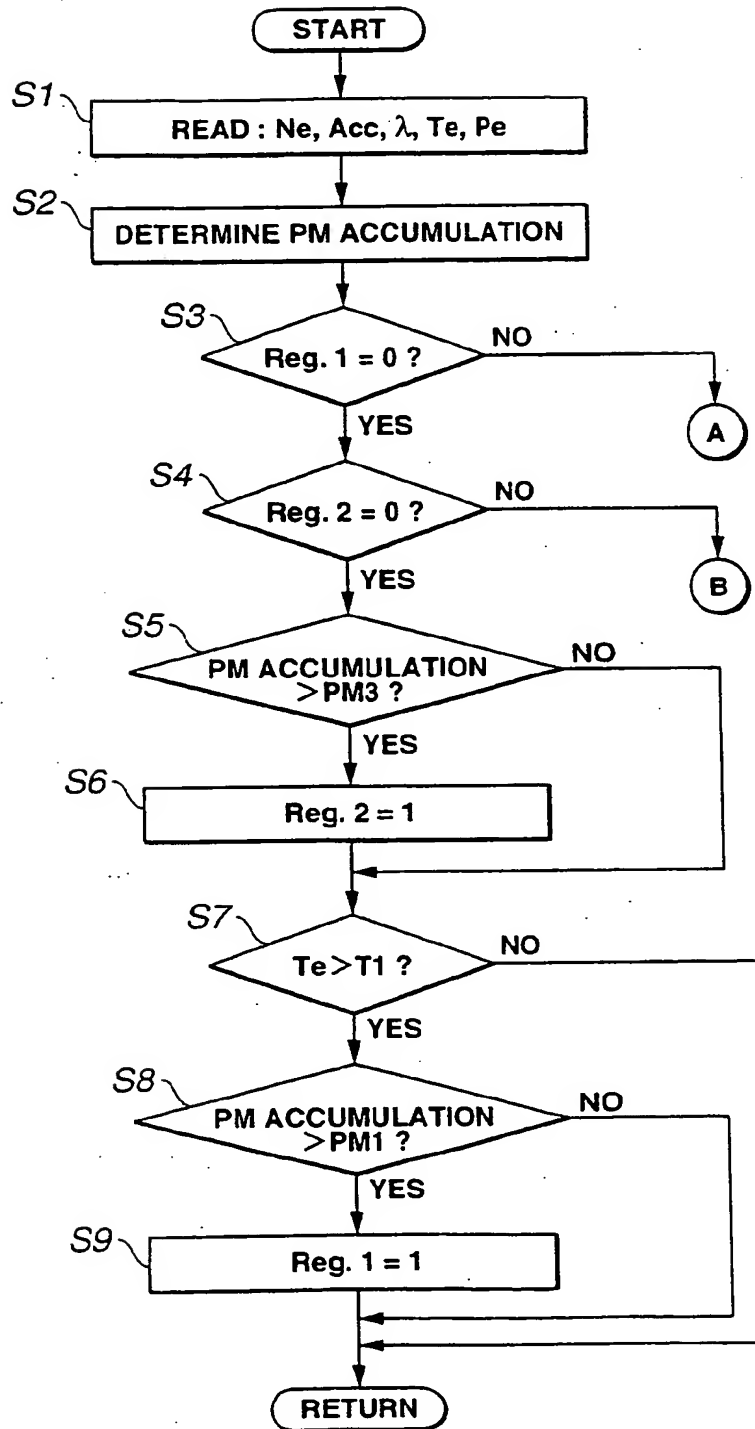 START
S1
READ : Ne, Acc, λ, Te, Pe
S2
DETERMINE PM ACCUMULATION
S3
Reg. 1 = 0 ?
NO
A
YES
S4
Reg. 2 = 0 ?
NO
B
YES
S5
PM ACCUMULATION
>PM3 ?
NO
YES
S6
Reg. 2 = 1
S7
Te>T1 ?
NO
YES
S8
PM ACCUMULATION
>PM1 ?
NO
YES
S9
Reg. 1 = 1
RETURN